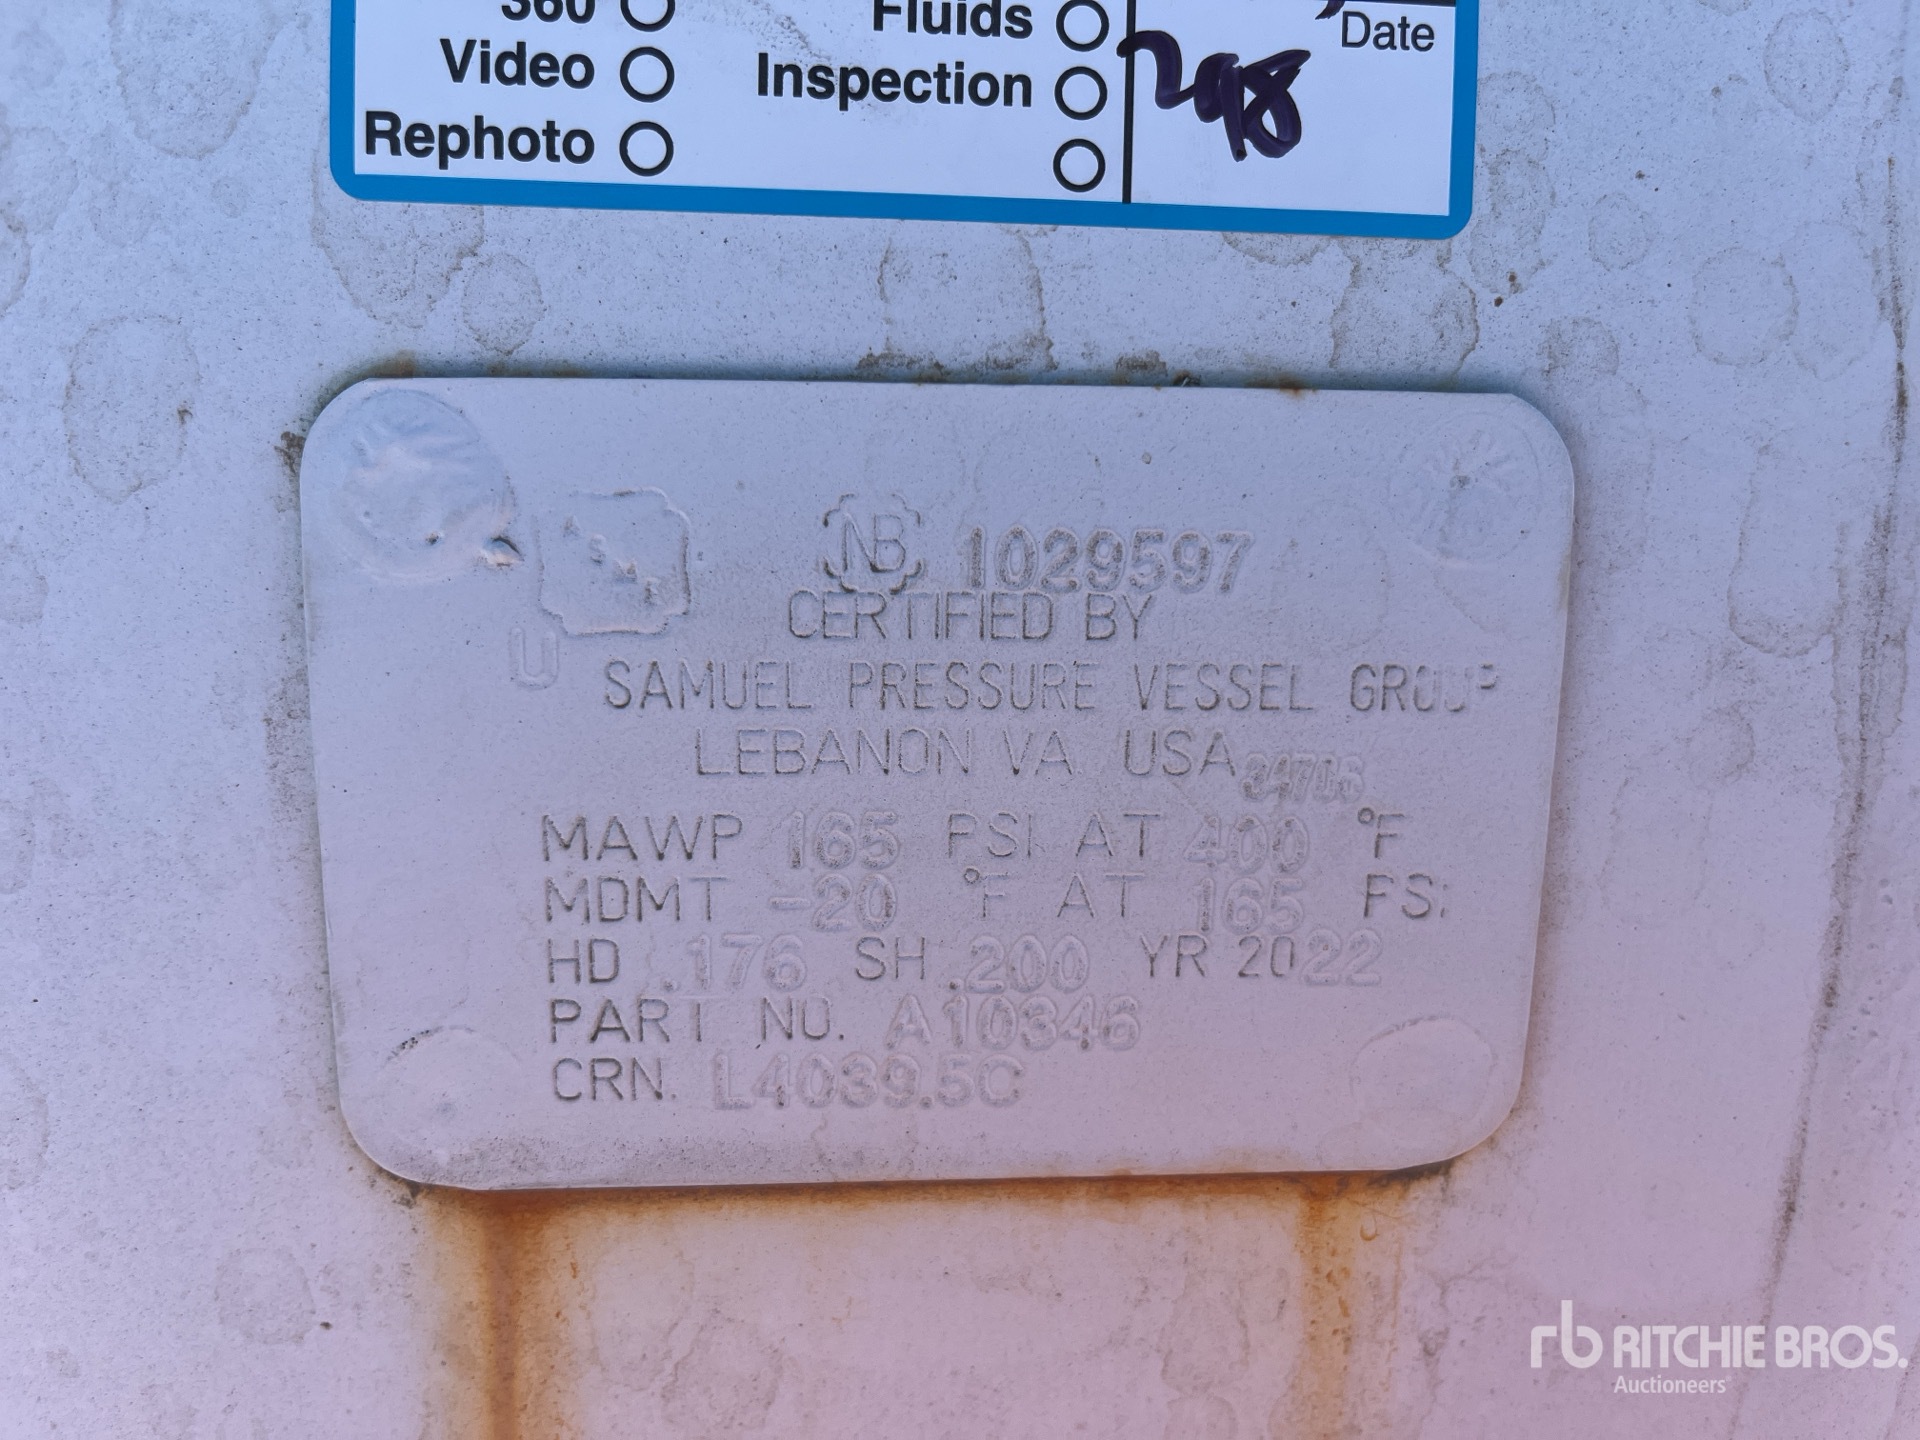 360
Fluids
Date
Video
Inspection
Rephoto
NB 1029597
CERTIFIED BY
U
SAMUEL PRESSURE VESSEL GROUP
LEBANON VA USA
MAWP 165 PSI AT 400 °F
MDMT -20 °F AT 165 PSI
HD .176 SH .200 YR 2022
PART NO. A10346
CRN. L4039.5C
rb RITCHIE BROS.
Auctioneers